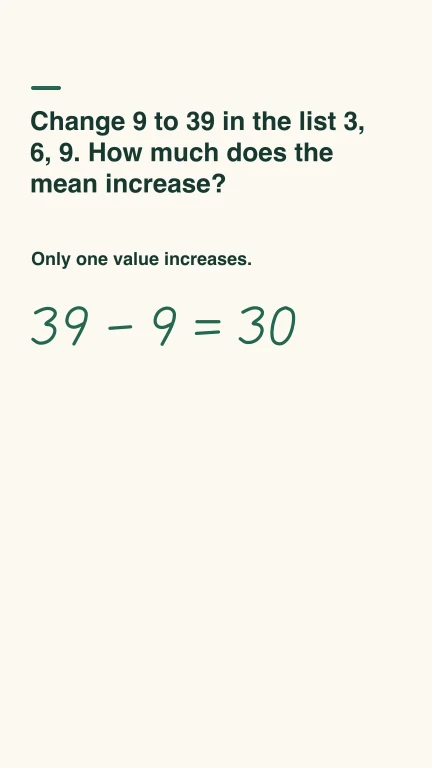 Change 9 to 39 in the list 3,
6, 9. How much does the
mean increase?
Only one value increases.
39 − 9 = 30